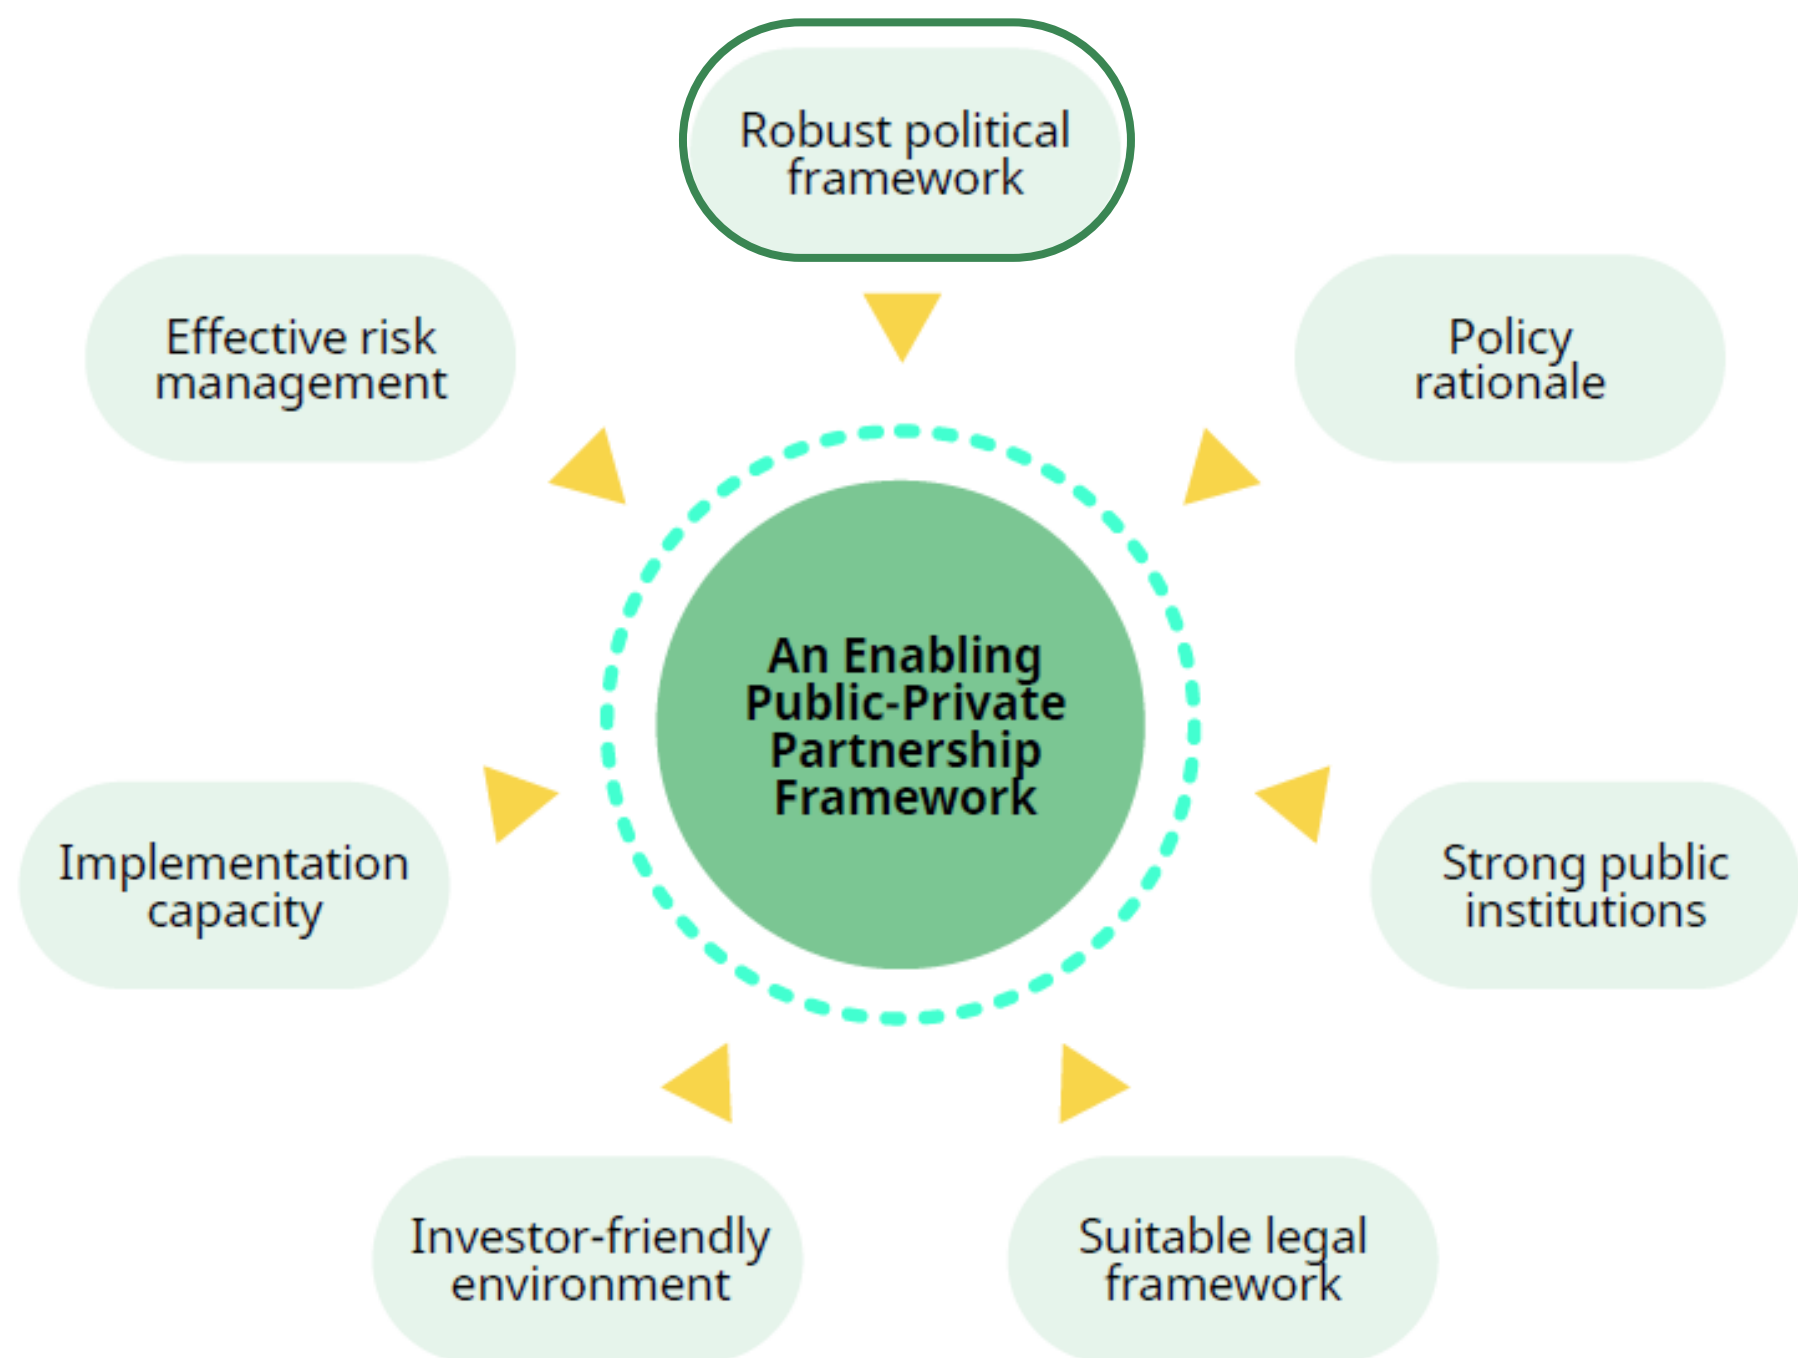 Robust political
framework
Effective risk
management
Policy
rationale
An Enabling
Public-Private
Partnership
Framework
Implementation
capacity
Strong public
institutions
Investor-friendly
environment
Suitable legal
framework